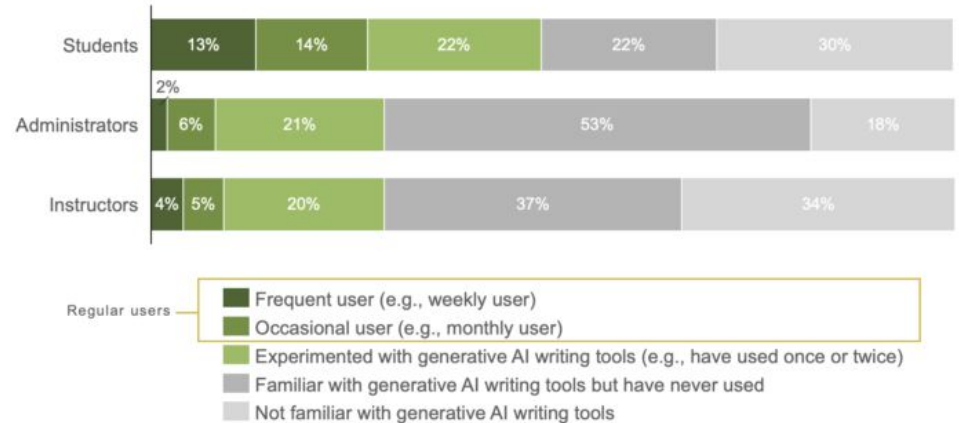 Students 13% 14% 22% 22% 30%
2%
Administrators 6% 21% 53% 18%
Instructors 4% 5% 20% 37% 34%
Regular users
Frequent user (e.g., weekly user)
Occasional user (e.g., monthly user)
Experimented with generative AI writing tools (e.g., have used once or twice)
Familiar with generative AI writing tools but have never used
Not familiar with generative AI writing tools